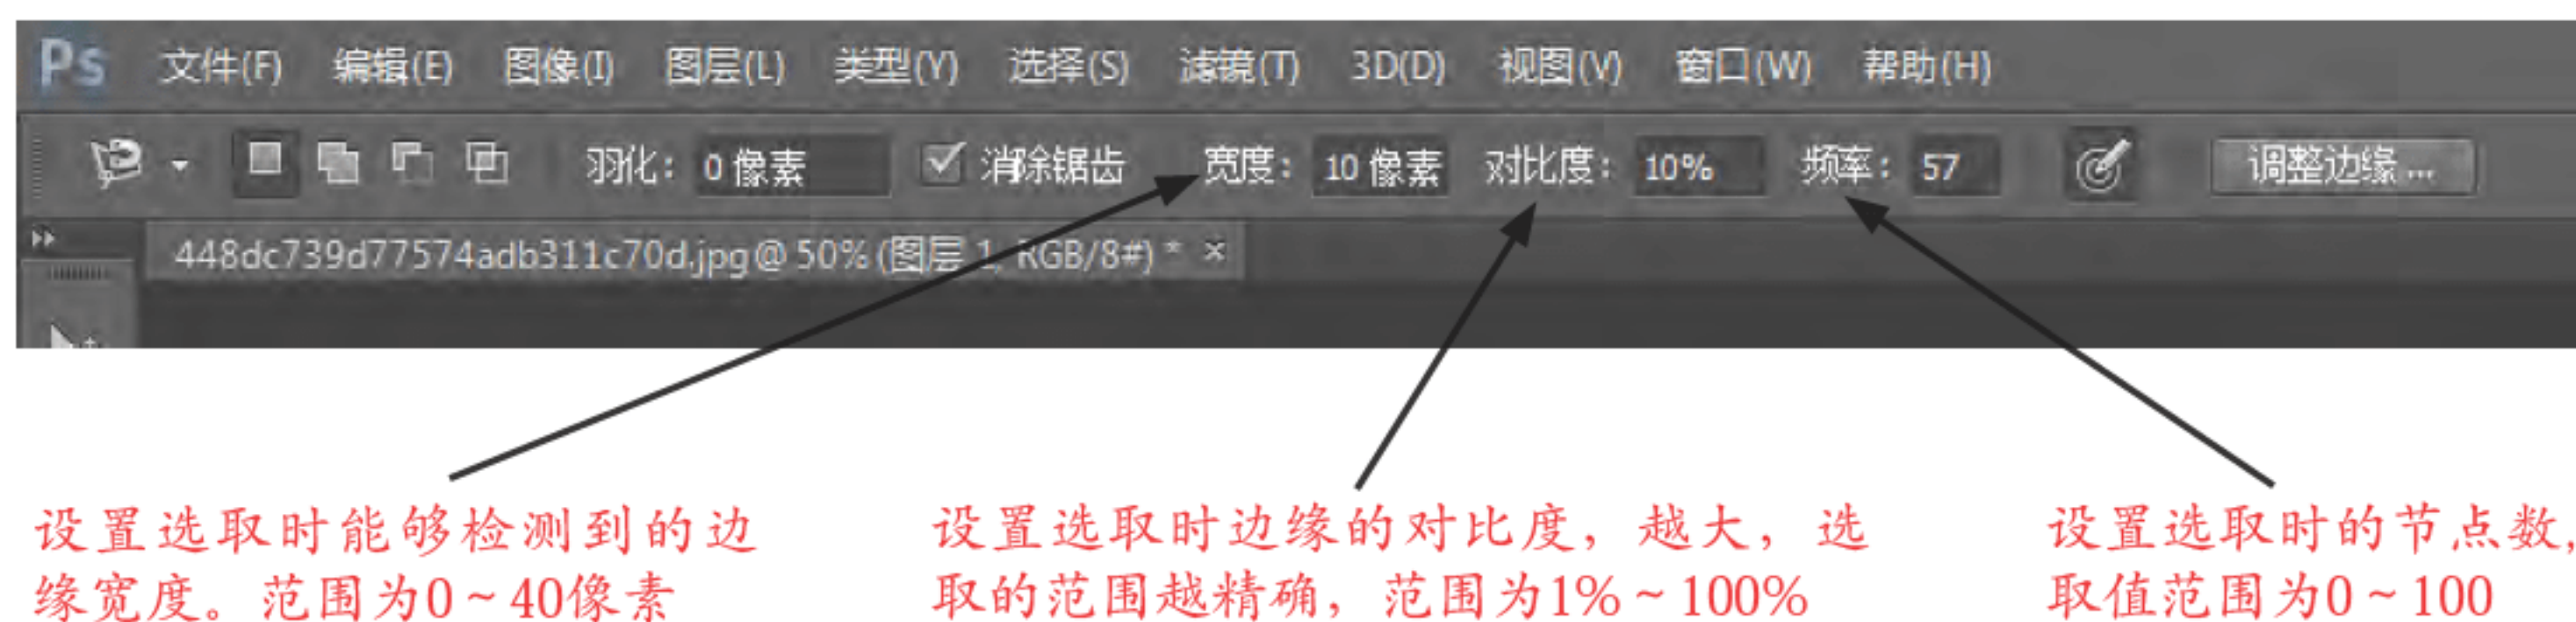 Ps 文件(F) 编辑(E) 图像(I) 图层(L) 类型(Y) 选择(S) 滤镜(T) 3D(D) 视图(V) 窗口(W) 帮助(H)
羽化: 0 像素 消除锯齿 宽度: 10 像素 对比度: 10% 频率: 57 调整边缘...
448dc739d77574adb311c70d.jpg @ 50% (图层 1, RGB/8#) * ×
设置选取时能够检测到的边
缘宽度。范围为0~40像素
设置选取时边缘的对比度，越大，选
取的范围越精确，范围为1%~100%
设置选取时的节点数，
取值范围为0~100